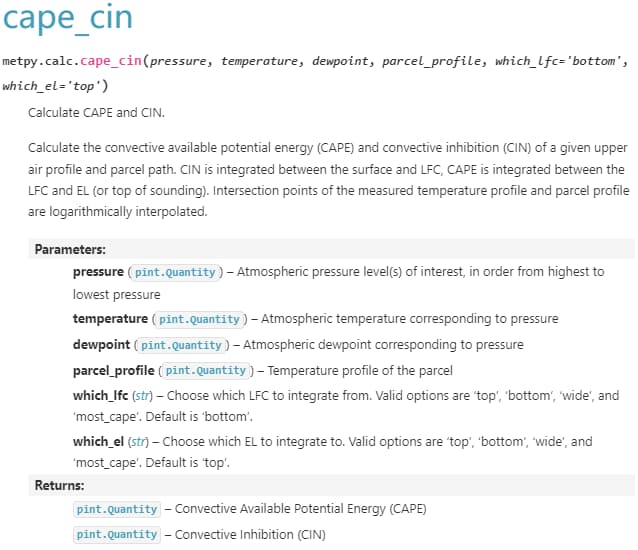 cape_cin
metpy.calc.cape_cin(pressure, temperature, dewpoint, parcel_profile, which_lfc='bottom',
which_el='top')
Calculate CAPE and CIN.
Calculate the convective available potential energy (CAPE) and convective inhibition (CIN) of a given upper
air profile and parcel path. CIN is integrated between the surface and LFC, CAPE is integrated between the
LFC and EL (or top of sounding). Intersection points of the measured temperature profile and parcel profile
are logarithmically interpolated.
Parameters:
pressure (pint.Quantity) – Atmospheric pressure level(s) of interest, in order from highest to
lowest pressure
temperature (pint.Quantity) – Atmospheric temperature corresponding to pressure
dewpoint (pint.Quantity) – Atmospheric dewpoint corresponding to pressure
parcel_profile (pint.Quantity) – Temperature profile of the parcel
which_lfc (str) – Choose which LFC to integrate from. Valid options are 'top', 'bottom', 'wide', and
'most_cape'. Default is 'bottom'.
which_el (str) – Choose which EL to integrate to. Valid options are 'top', 'bottom', 'wide', and
'most_cape'. Default is 'top'.
Returns:
pint.Quantity – Convective Available Potential Energy (CAPE)
pint.Quantity – Convective Inhibition (CIN)